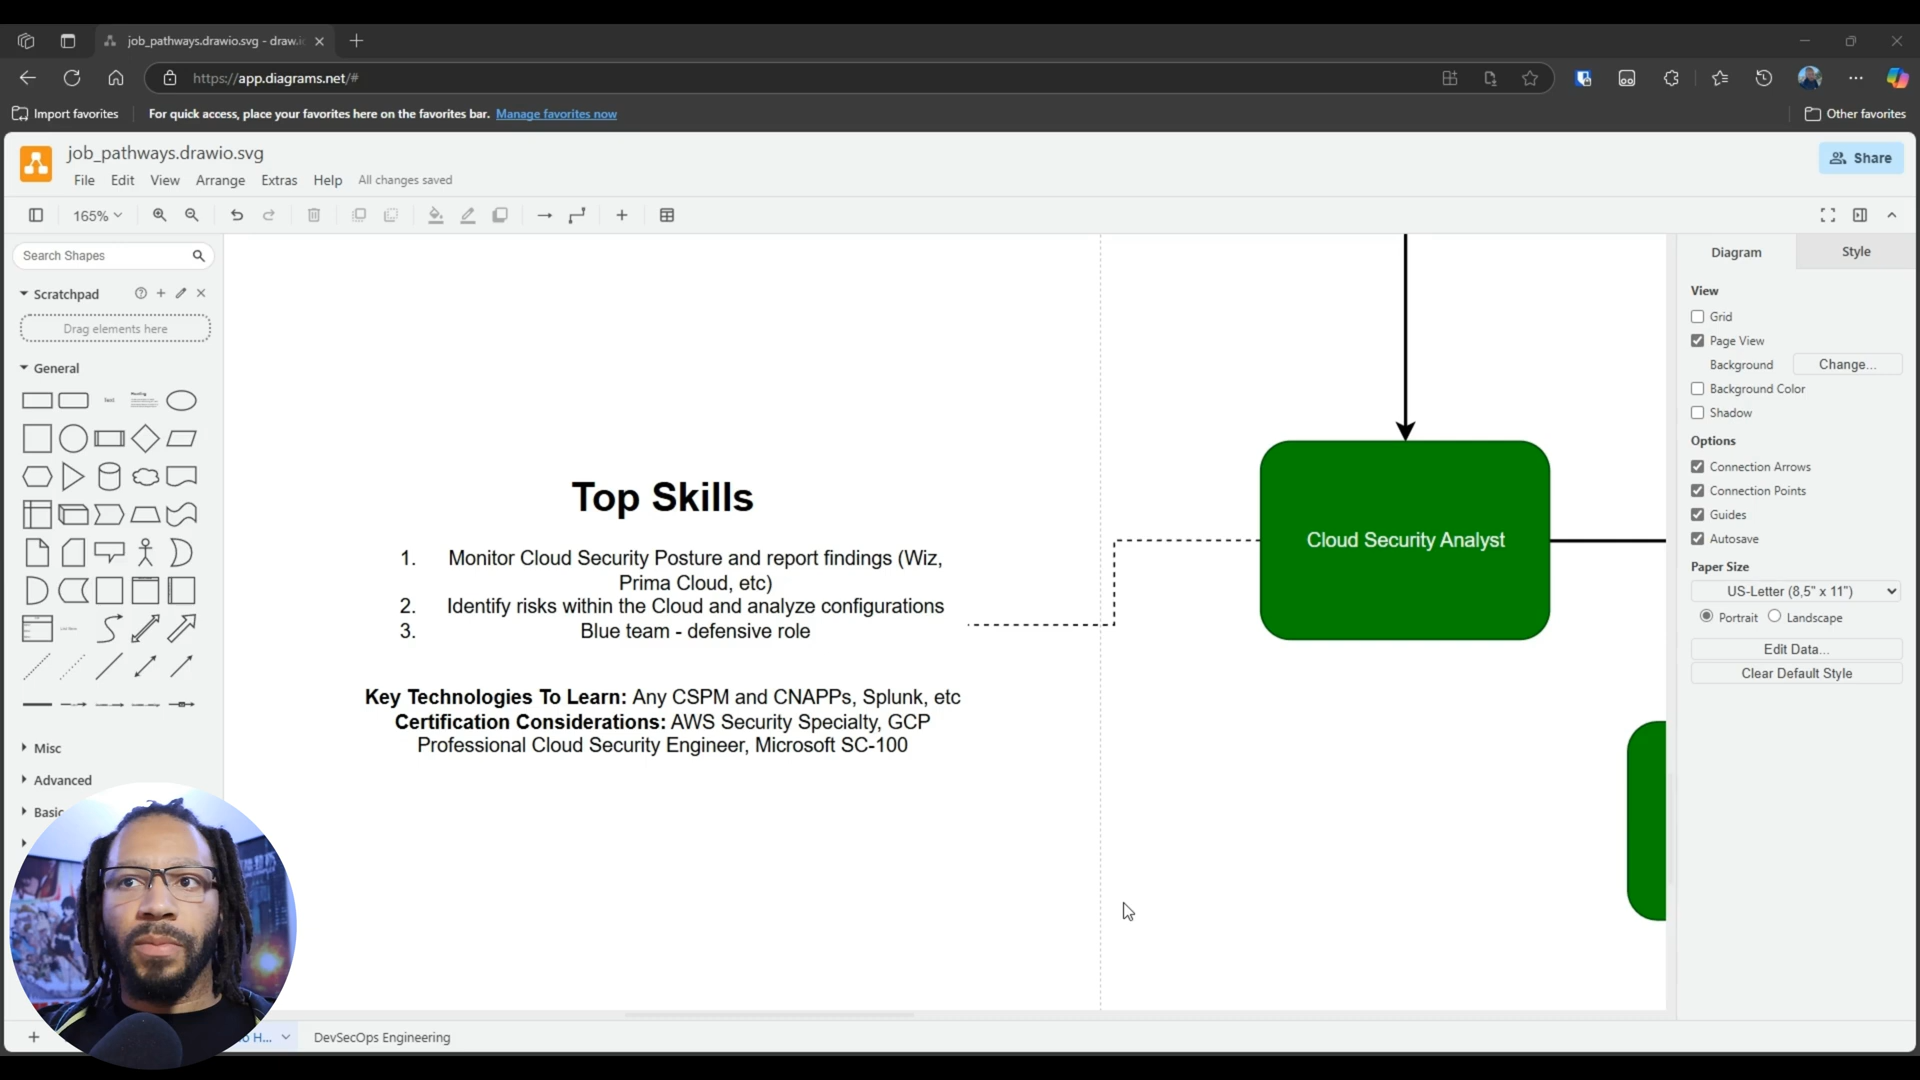 job_pathways.drawio.svg - draw.i
https://app.diagrams.net/#
Import favorites
For quick access, place your favorites here on the favorites bar. Manage favorites now
Other favorites
job_pathways.drawio.svg
Share
File Edit View Arrange Extras Help All changes saved
165%
Search Shapes
Diagram
Style
Scratchpad
Drag elements here
General
Text
Heading
Misc
Advanced
Basic
Top Skills
1. Monitor Cloud Security Posture and report findings (Wiz,
Prima Cloud, etc)
2. Identify risks within the Cloud and analyze configurations
3. Blue team - defensive role
Key Technologies To Learn: Any CSPM and CNAPPs, Splunk, etc
Certification Considerations: AWS Security Specialty, GCP
Professional Cloud Security Engineer, Microsoft SC-100
Cloud Security Analyst
View
Grid
Page View
Background
Change...
Background Color
Shadow
Options
Connection Arrows
Connection Points
Guides
Autosave
Paper Size
US-Letter (8,5" x 11")
Portrait Landscape
Edit Data...
Clear Default Style
H...
DevSecOps Engineering